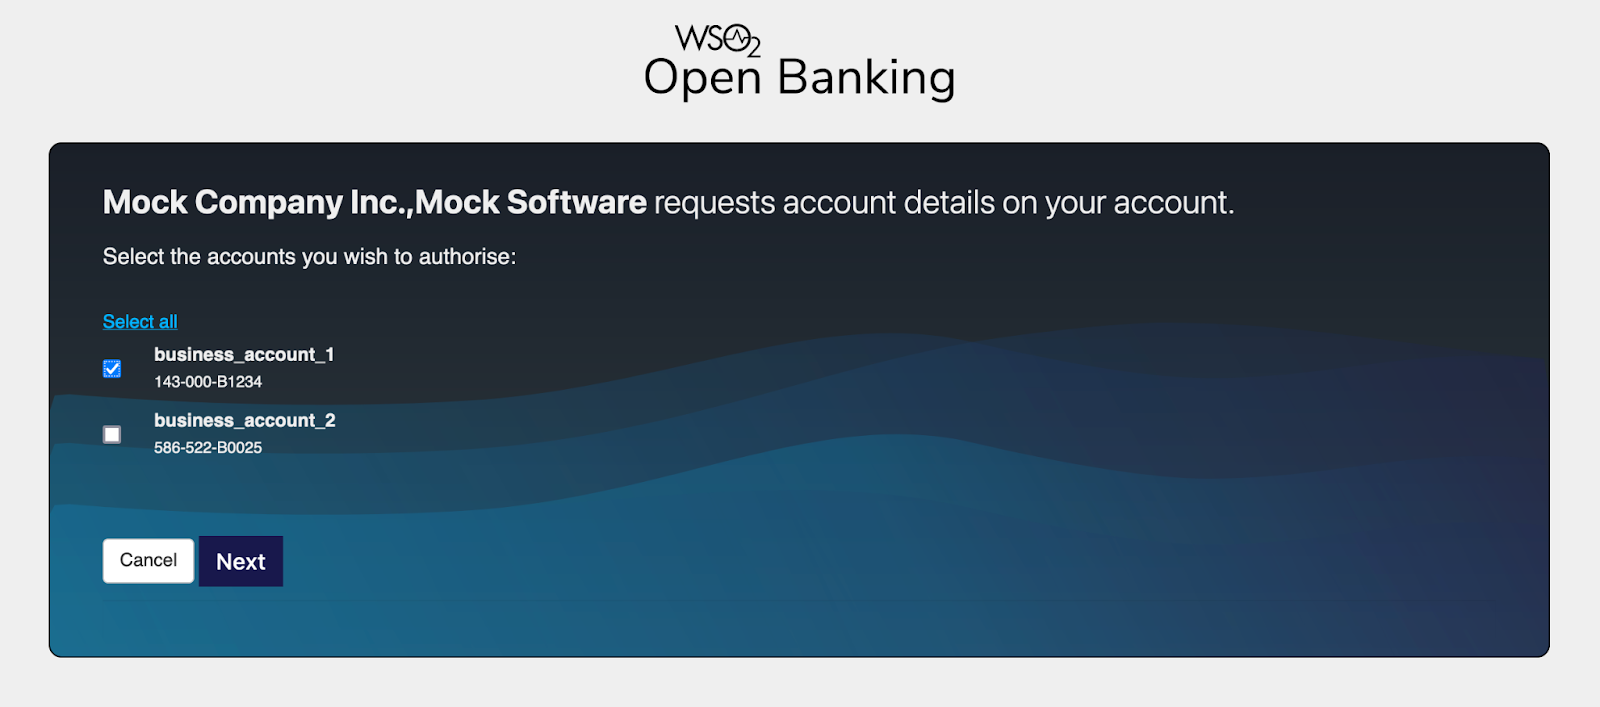 WSO2
Open Banking
Mock Company Inc.,Mock Software requests account details on your account.
Select the accounts you wish to authorise:
Select all
business_account_1
143-000-B1234
business_account_2
586-522-B0025
Cancel Next